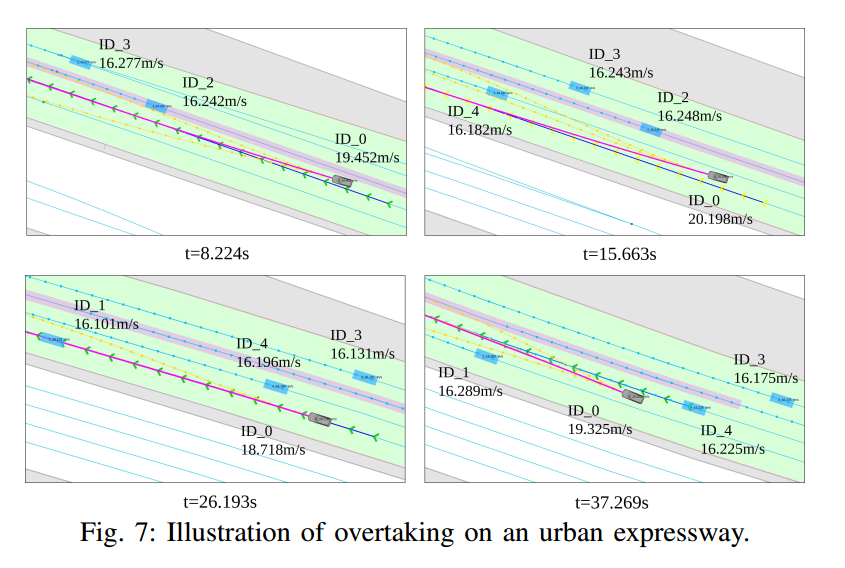 ID_3
16.277m/s
ID_2
16.242m/s
ID_0
19.452m/s
t=8.224s
ID_3
16.243m/s
ID_2
16.248m/s
ID_4
16.182m/s
ID_0
20.198m/s
t=15.663s
ID_1
16.101m/s
ID_4
16.196m/s
ID_3
16.131m/s
ID_0
18.718m/s
t=26.193s
ID_3
16.175m/s
ID_1
16.289m/s
ID_0
19.325m/s
ID_4
16.225m/s
t=37.269s
Fig. 7: Illustration of overtaking on an urban expressway.